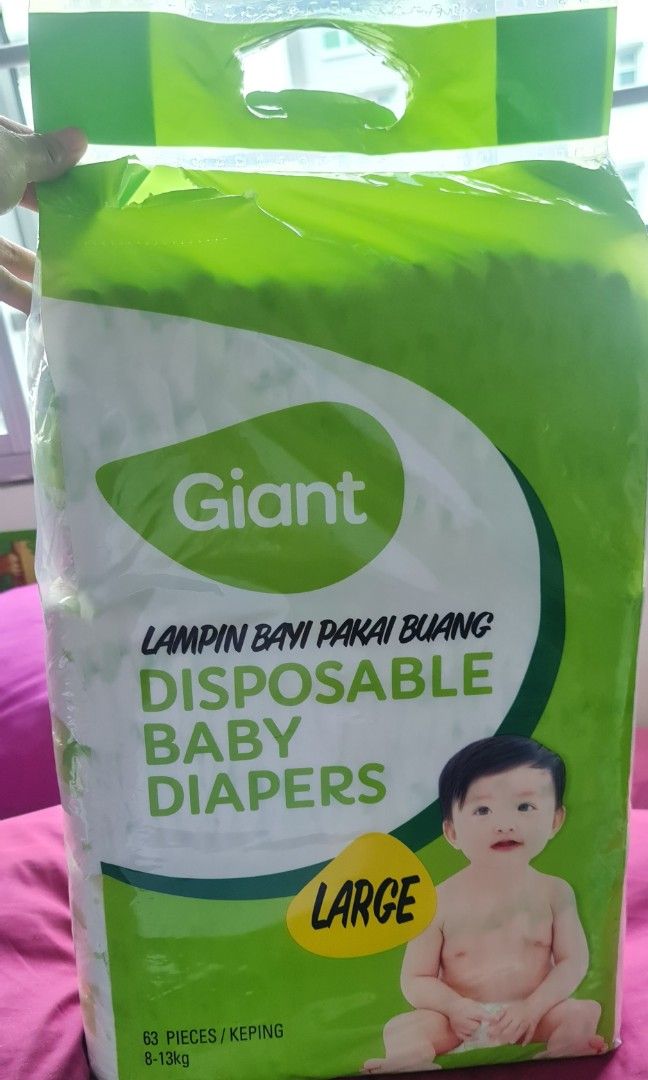 Giant
LAMPIN BAYI PAKAI BUANG
DISPOSABLE
BABY
DIAPERS
LARGE
63 PIECES / KEPING
8-13kg